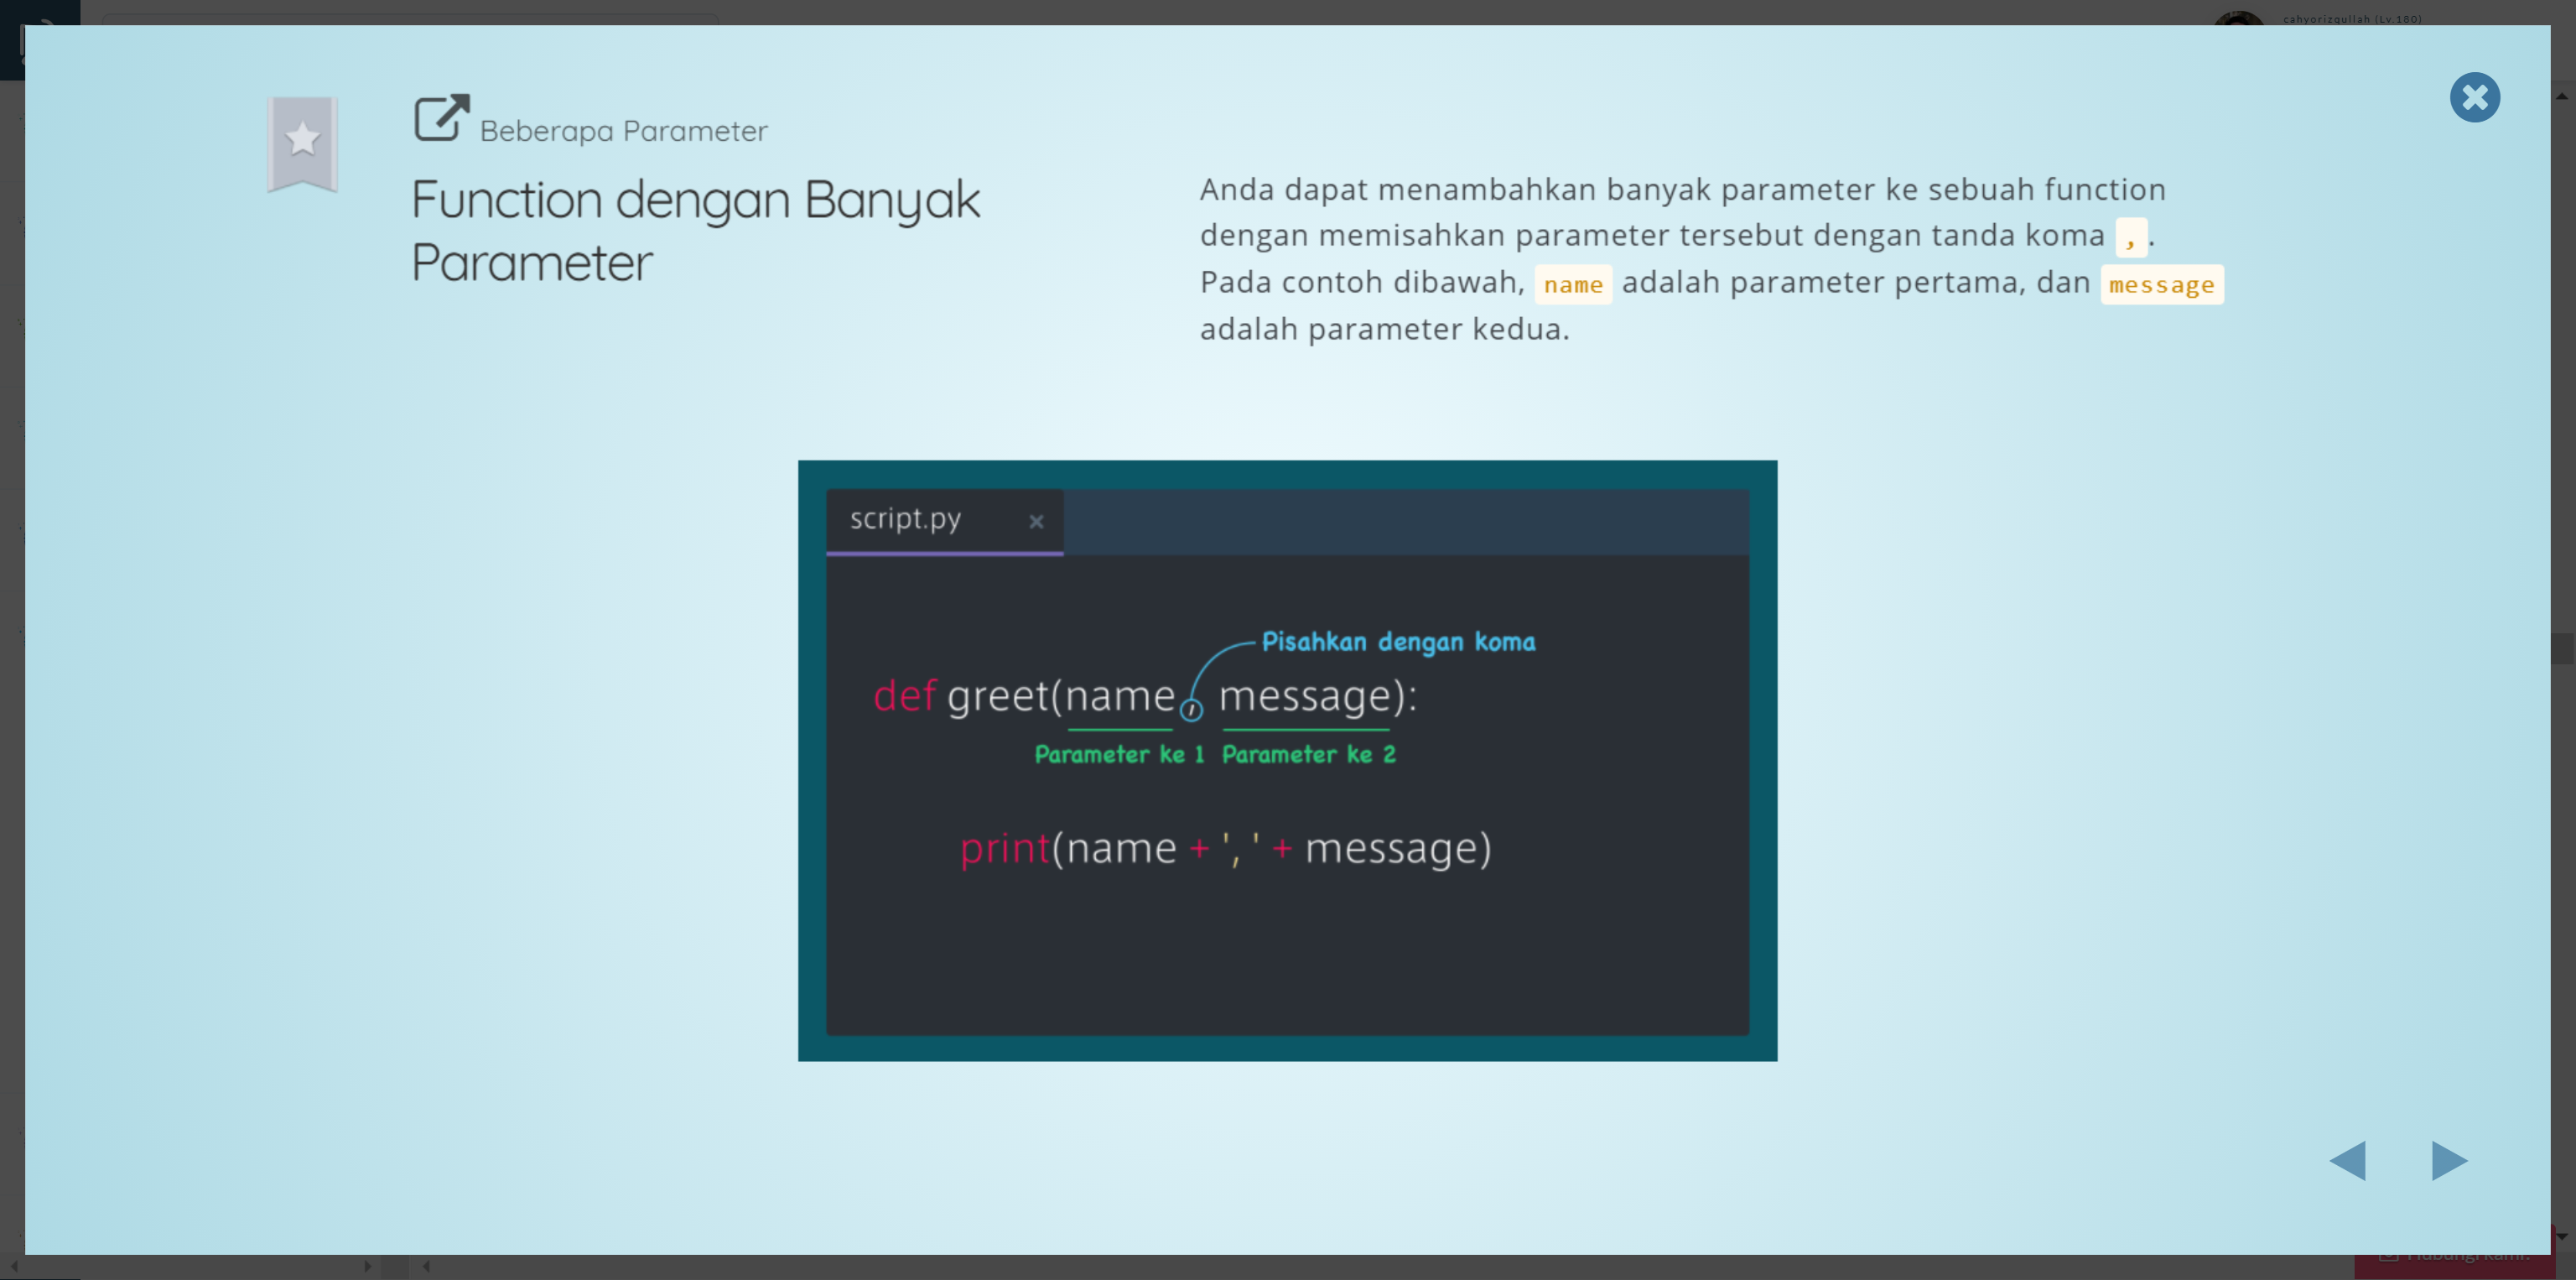 cahyorizqullah (Lv.180)
Beberapa Parameter
Function dengan Banyak
Parameter
Anda dapat menambahkan banyak parameter ke sebuah function
dengan memisahkan parameter tersebut dengan tanda koma , .
Pada contoh dibawah, name adalah parameter pertama, dan message
adalah parameter kedua.
script.py
Pisahkan dengan koma
def greet(name, message):
Parameter ke 1 Parameter ke 2
print(name + ', ' + message)
Hubungi kami!